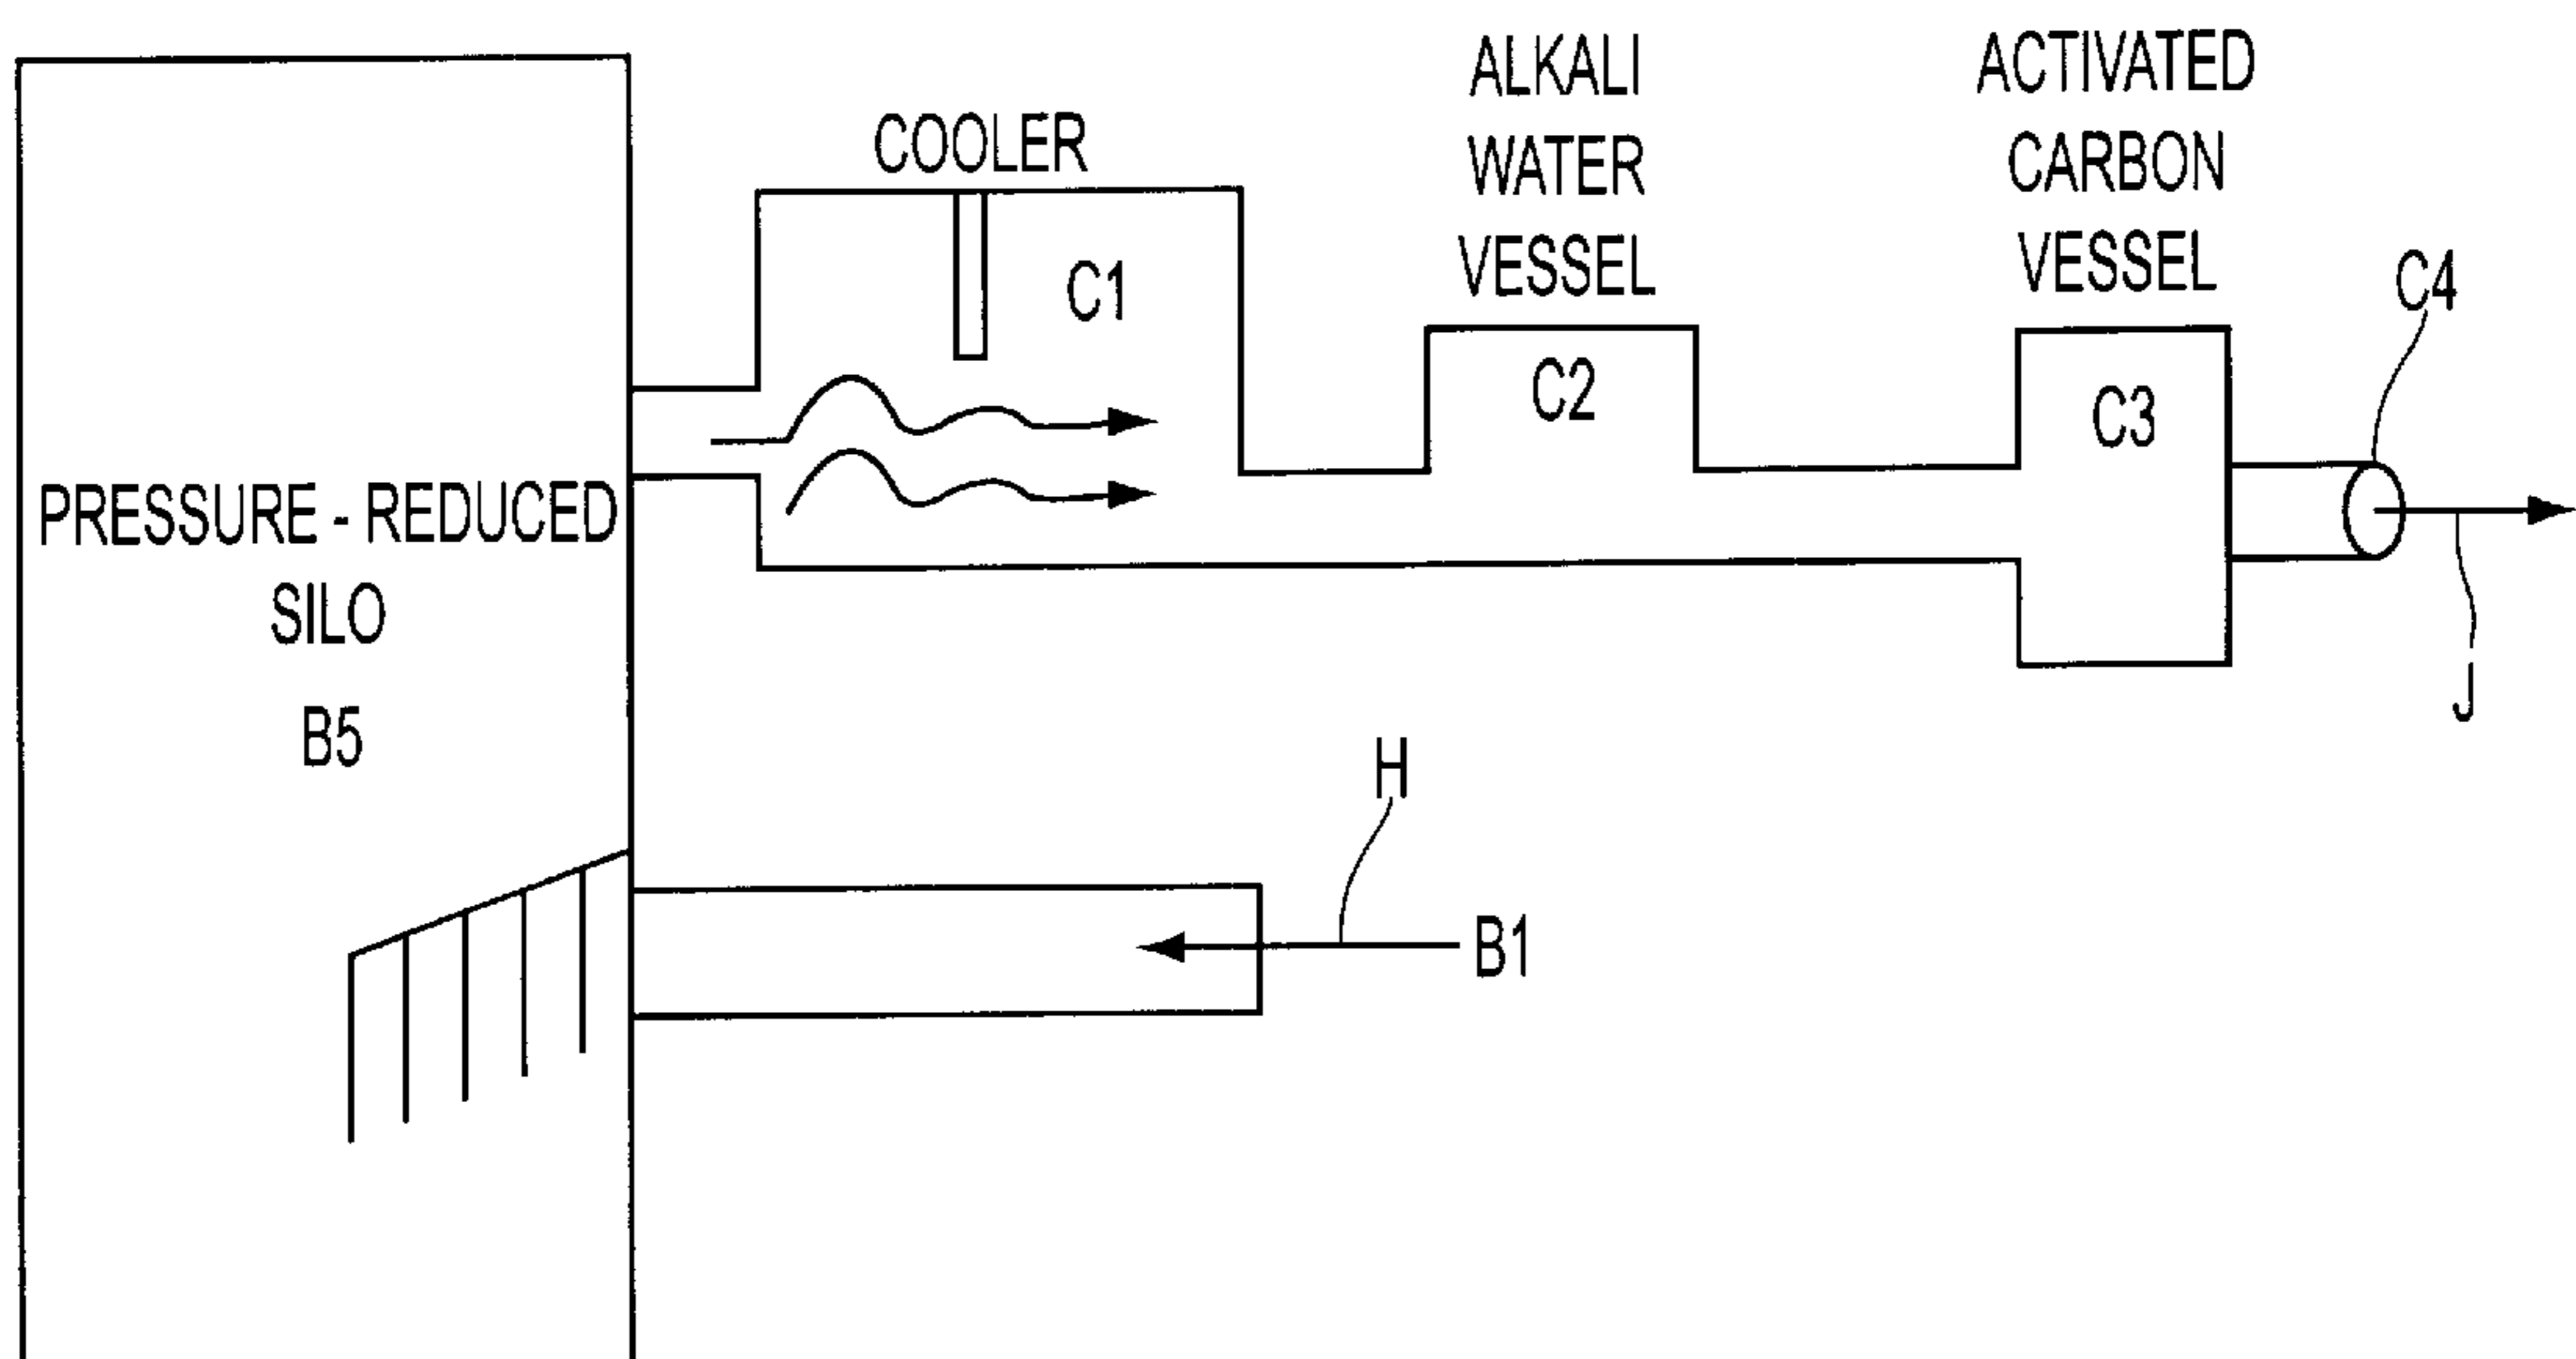 COOLER
C1
ALKALI
WATER
VESSEL
C2
ACTIVATED
CARBON
VESSEL
C3
C4
J
PRESSURE - REDUCED
SILO
B5
H
B1